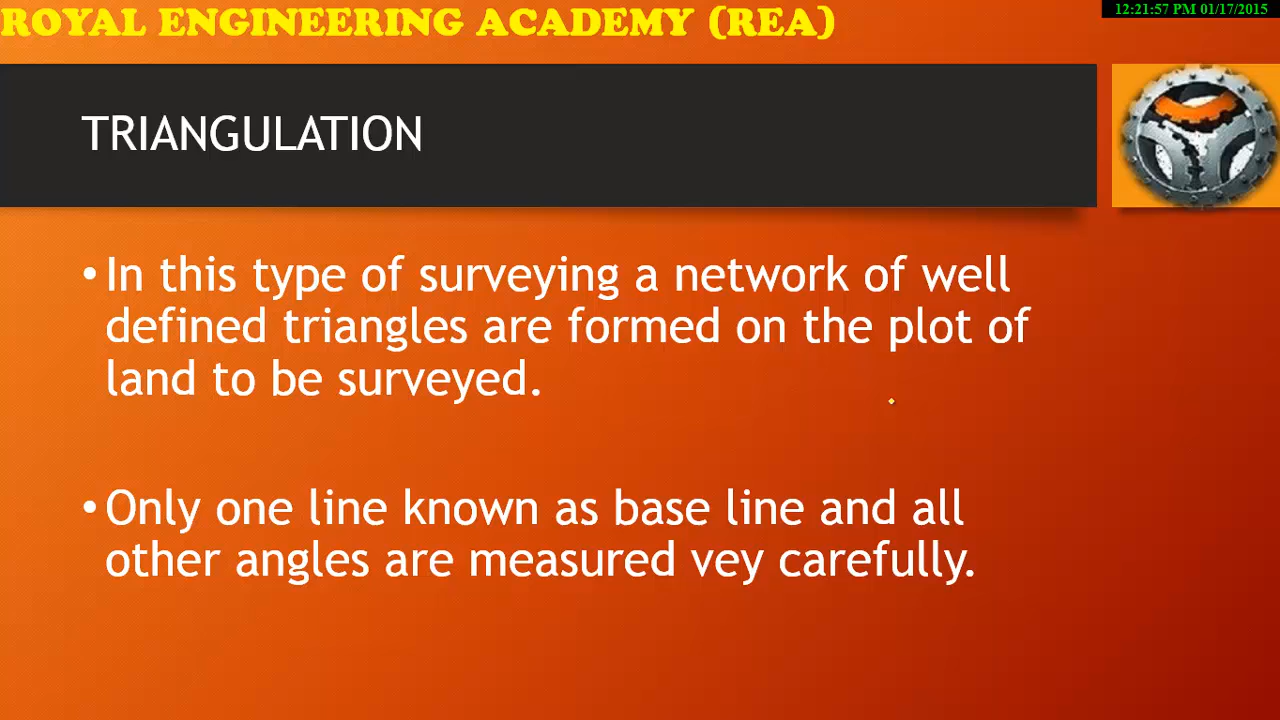 ROYAL ENGINEERING ACADEMY (REA)
12:21:57 PM 01/17/2015
TRIANGULATION
•In this type of surveying a network of well
defined triangles are formed on the plot of
land to be surveyed.
•Only one line known as base line and all
other angles are measured vey carefully.